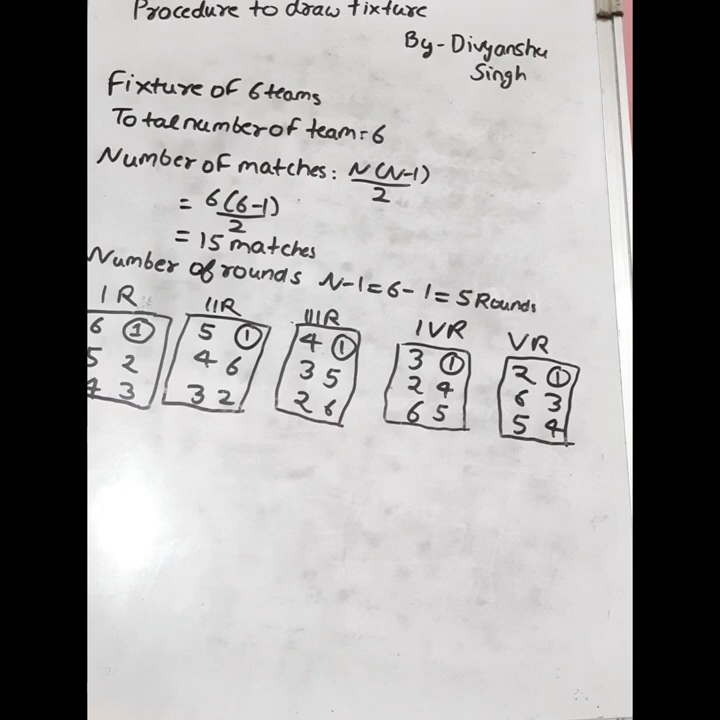 Procedure to draw fixture
By-Divyanshu
Singh
Fixture of 6 teams
Total number of team = 6
Number of matches: N(N-1)
2
= 6(6-1)
2
= 15 matches
Number of rounds N-1=6-1=5 Rounds
I R IIR IIIR IVR VR
6 1 5 1 4 1 3 1 2 1
5 2 4 6 3 5 2 4 6 3
4 3 3 2 2 6 6 5 5 4